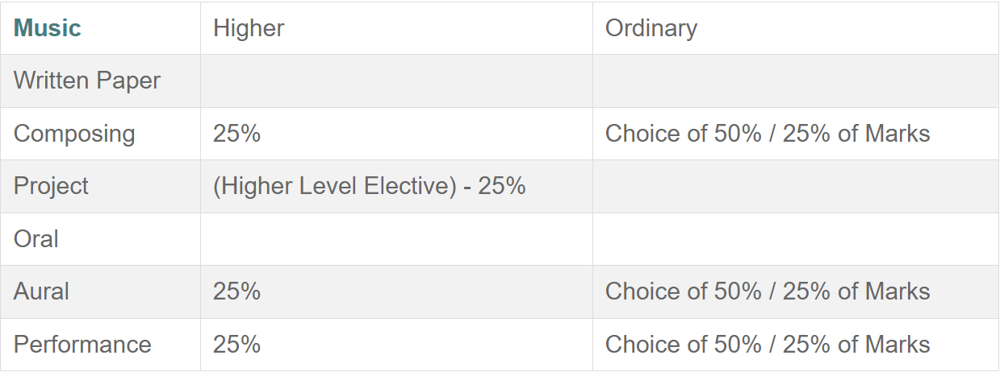 Music Higher Ordinary
Written Paper
Composing 25% Choice of 50% / 25% of Marks
Project (Higher Level Elective) - 25%
Oral
Aural 25% Choice of 50% / 25% of Marks
Performance 25% Choice of 50% / 25% of Marks